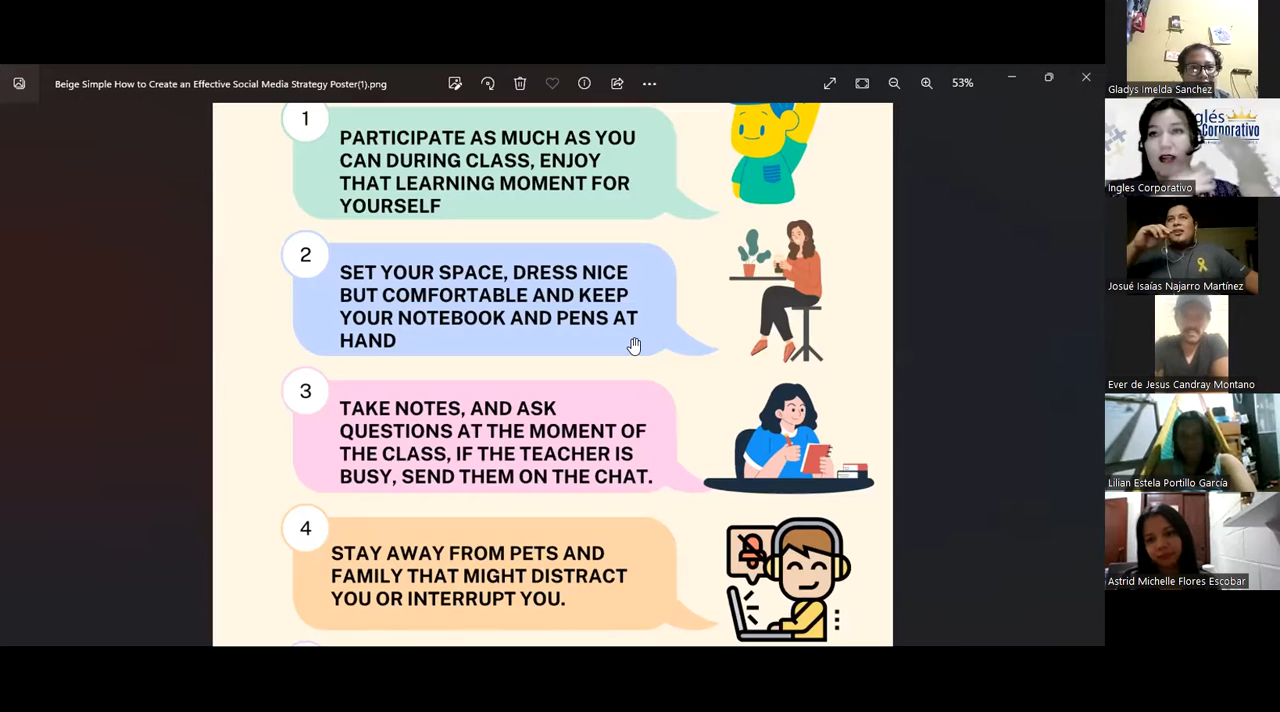 Beige Simple How to Create an Effective Social Media Strategy Poster(1).png
53%
1
PARTICIPATE AS MUCH AS YOU
CAN DURING CLASS, ENJOY
THAT LEARNING MOMENT FOR
YOURSELF
2
SET YOUR SPACE, DRESS NICE
BUT COMFORTABLE AND KEEP
YOUR NOTEBOOK AND PENS AT
HAND
3
TAKE NOTES, AND ASK
QUESTIONS AT THE MOMENT OF
THE CLASS, IF THE TEACHER IS
BUSY, SEND THEM ON THE CHAT.
4
STAY AWAY FROM PETS AND
FAMILY THAT MIGHT DISTRACT
YOU OR INTERRUPT YOU.
Gladys Imelda Sanchez
glés
Corporativo
Ingles Corporativo
Josué Isaías Najarro Martínez
Ever de Jesus Candray Montano
Lilian Estela Portillo García
Astrid Michelle Flores Escobar